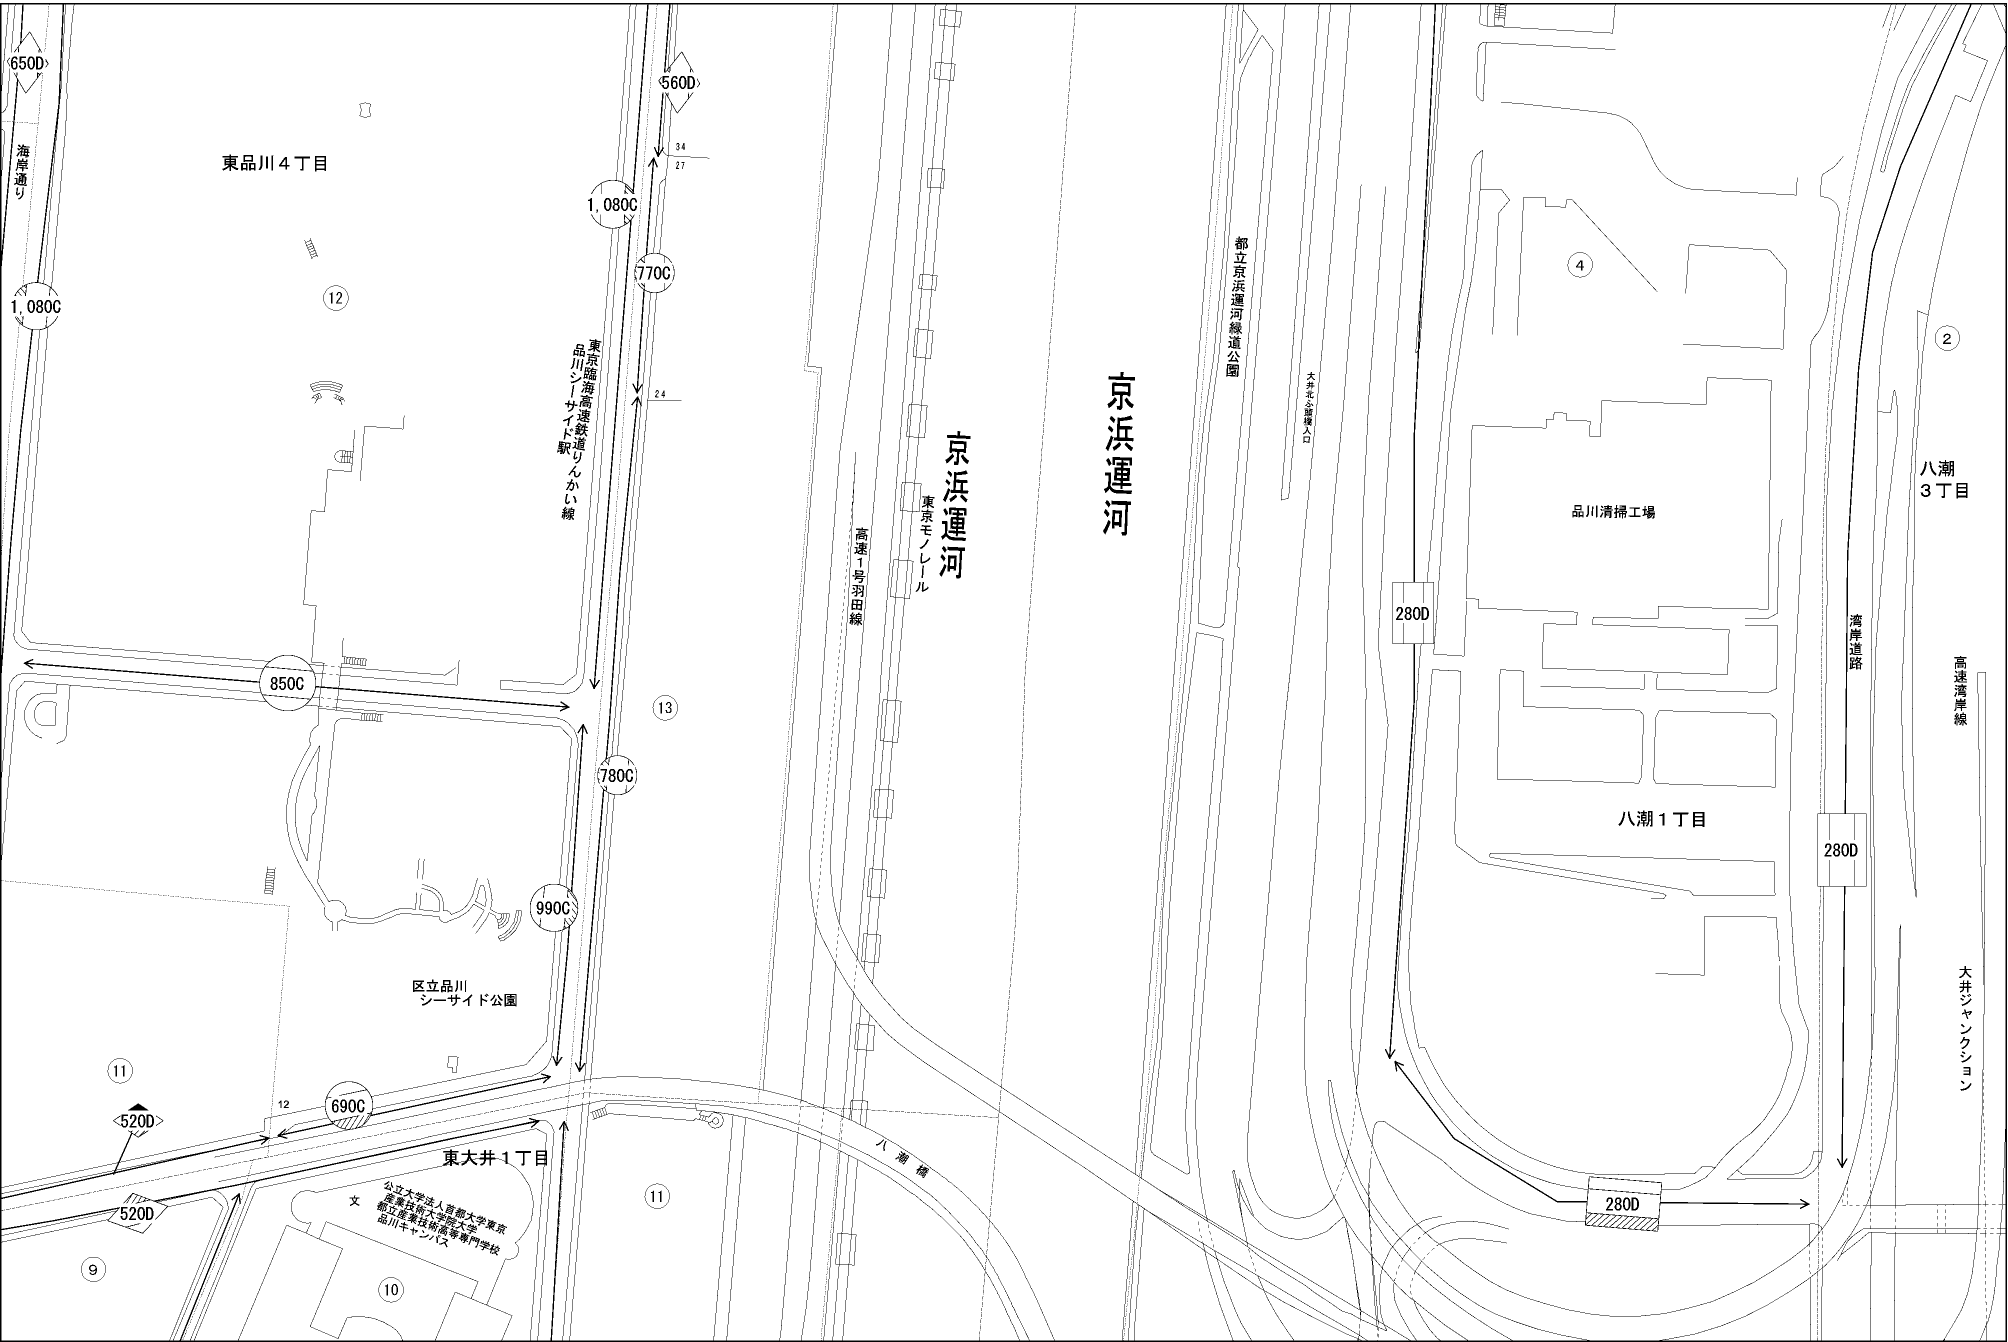 650D
560D
海岸通り
東品川４丁目
34
27
1,080C
770C
1,080C
12
24
東京臨海高速鉄道りんかい線
品川シーサイド駅
850C
13
780C
990C
区立品川
シーサイド公園
11
12
690C
520D
520D
東大井１丁目
文
公立大学法人首都大学東京
産業技術大学院大学
都立産業技術高等専門学校
品川キャンパス
9
10
11
八潮橋
高速１号羽田線
東京モノレール
京浜運河
京浜運河
都立京浜運河緑道公園
大井北ふ頭橋入口
4
2
280D
品川清掃工場
八潮
３丁目
湾岸道路
高速湾岸線
八潮１丁目
280D
大井ジャンクション
280D